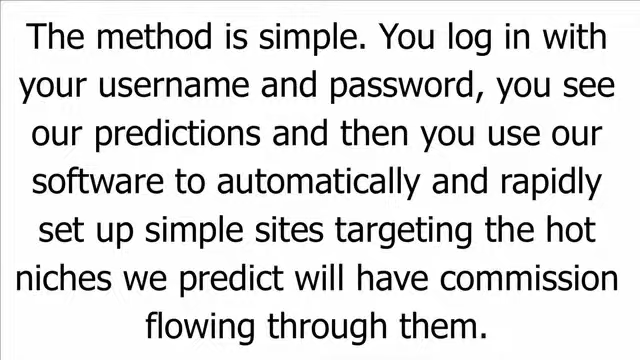 The method is simple. You log in with
your username and password, you see
our predictions and then you use our
software to automatically and rapidly
set up simple sites targeting the hot
niches we predict will have commission
flowing through them.